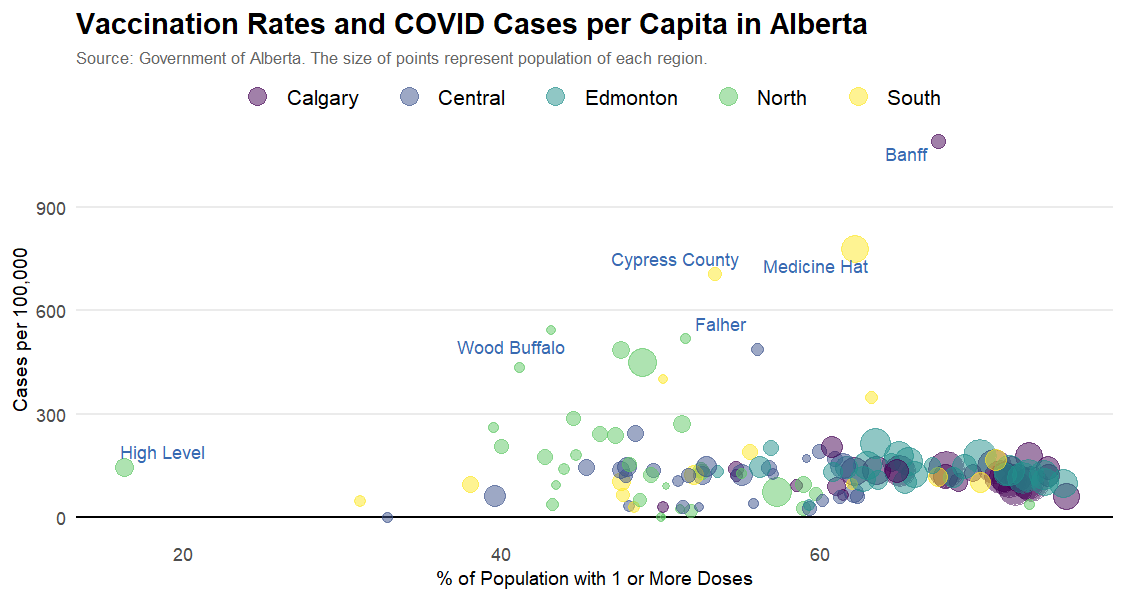 Vaccination Rates and COVID Cases per Capita in Alberta
Source: Government of Alberta. The size of points represent population of each region.
Calgary Central Edmonton North South
Banff
900
Cypress County
Medicine Hat
Cases per 100,000
600
Falher
Wood Buffalo
300
High Level
0
20 40 60
% of Population with 1 or More Doses